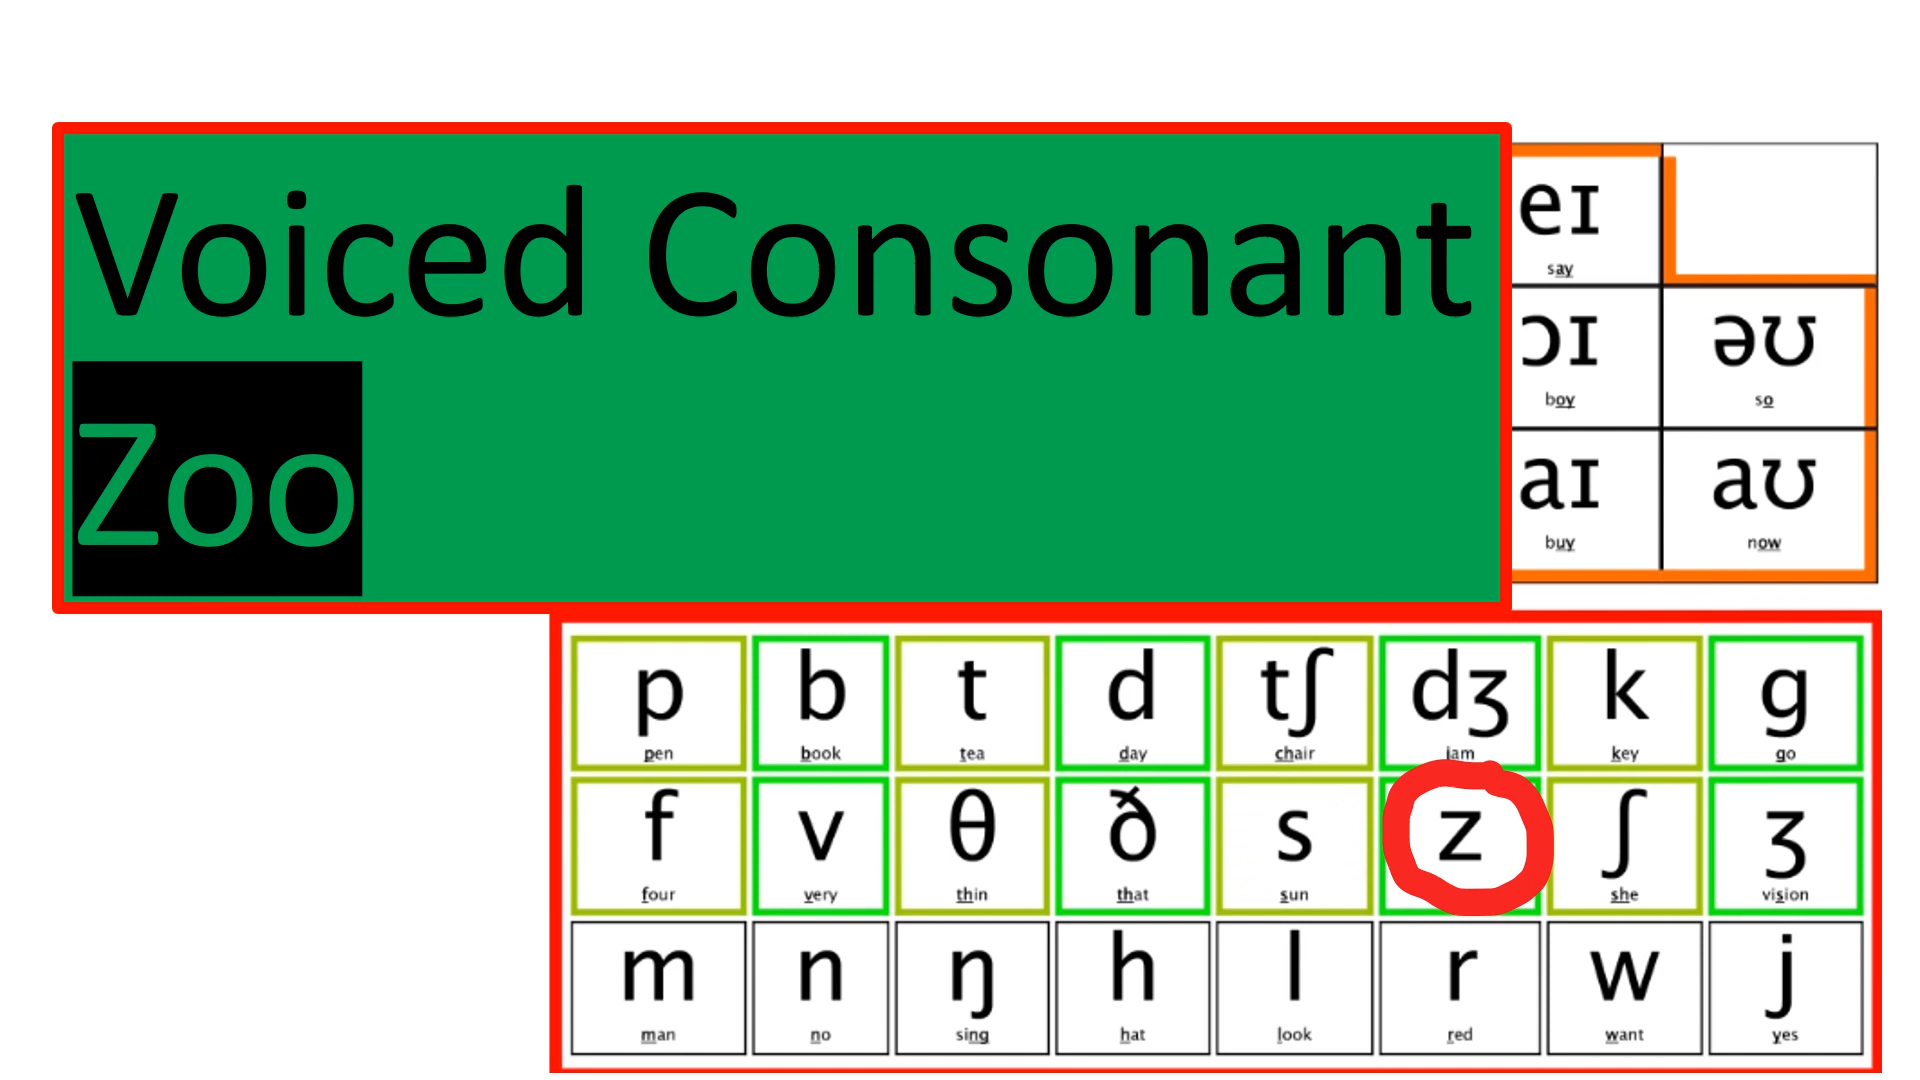 Voiced Consonant
Zoo
eɪ
say
ɔɪ əʊ
boy so
aɪ aʊ
buy now
p b t d tʃ dʒ k g
pen book tea day chair jam key go
f v θ ð s z ʃ ʒ
four very thin that sun she vision
m n ŋ h l r w j
man no sing hat look red want yes